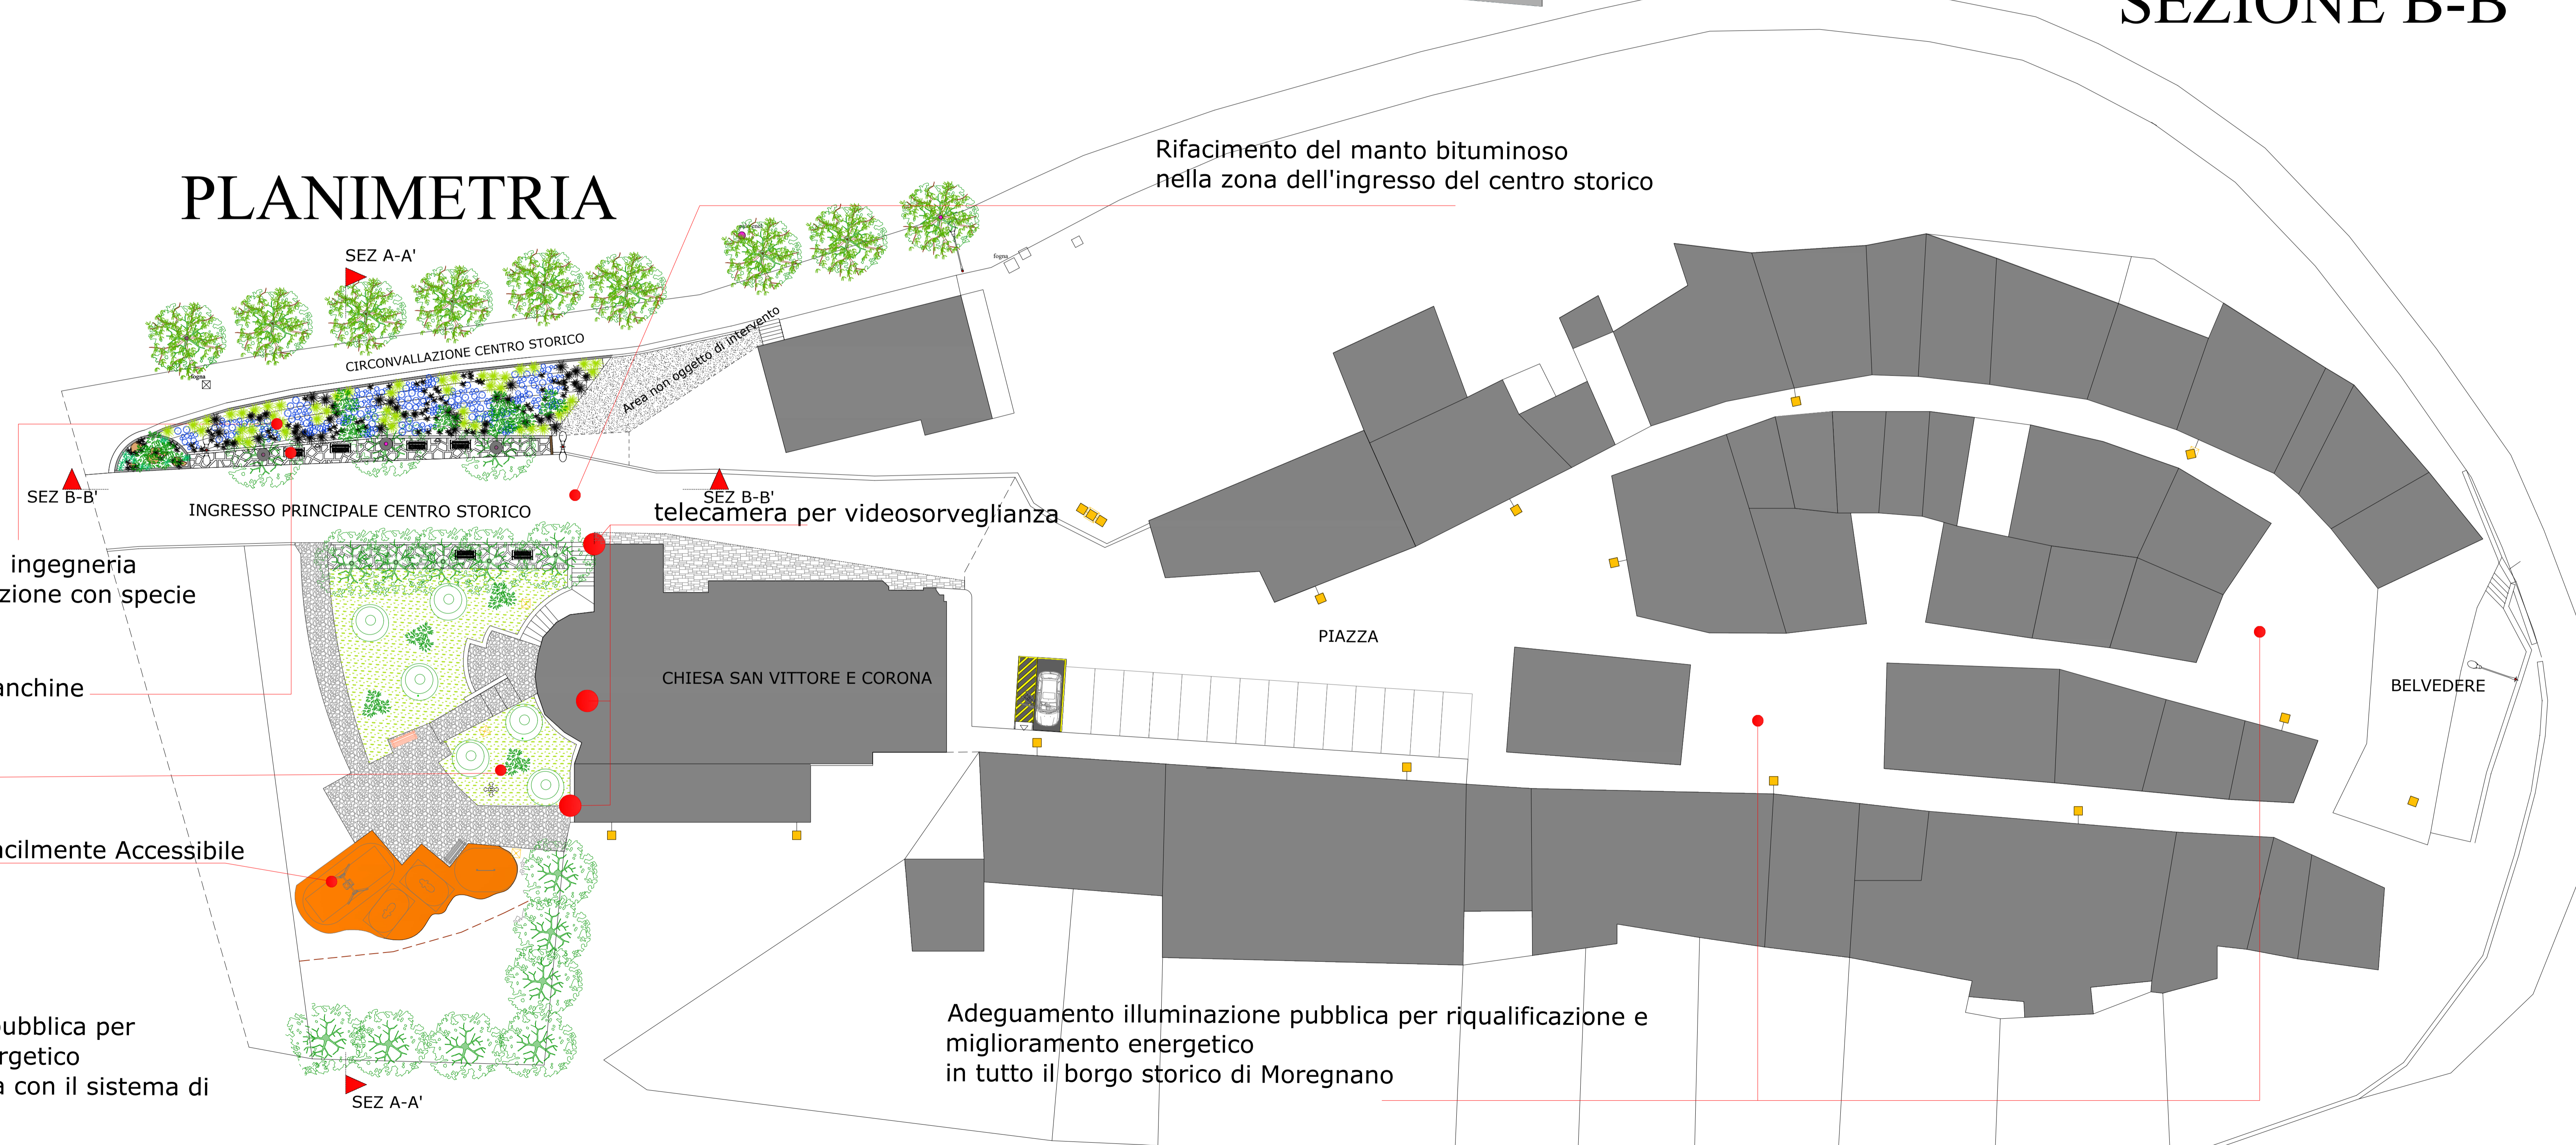 SEZIONE B-B
PLANIMETRIA
Rifacimento del manto bituminoso
nella zona dell'ingresso del centro storico
SEZ A-A'
fogna
CIRCONVALLAZIONE CENTRO STORICO
Area non oggetto di intervento
fogna
SEZ B-B'
SEZ B-B'
INGRESSO PRINCIPALE CENTRO STORICO
telecamera per videosorveglianza
ingegneria
zione con specie
PIAZZA
CHIESA SAN VITTORE E CORONA
BELVEDERE
anchine
cilmente Accessibile
Adeguamento illuminazione pubblica per riqualificazione e
miglioramento energetico
in tutto il borgo storico di Moregnano
pubblica per
rgetico
a con il sistema di
SEZ A-A'